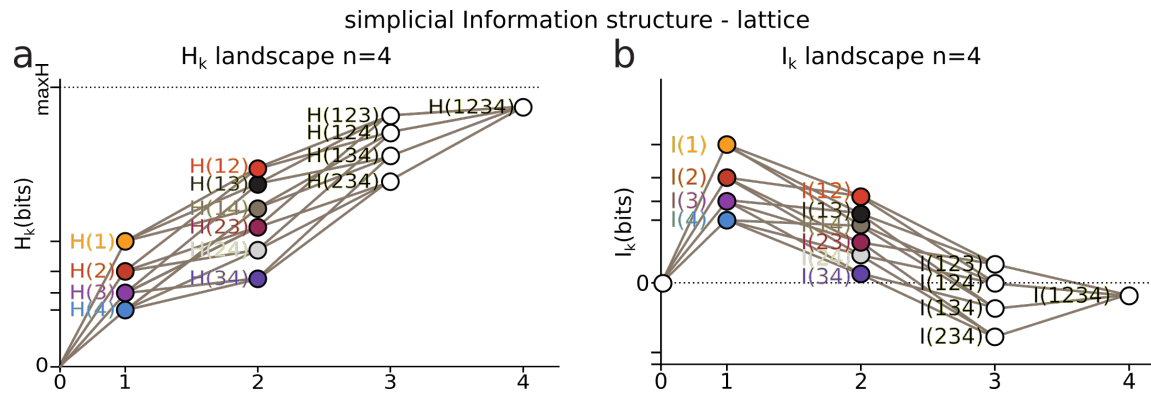 simplicial Information structure - lattice
a
Hk landscape n=4
maxH
Hk(bits)
H(1)
H(2)
H(3)
H(4)
H(12)
H(13)
H(14)
H(23)
H(24)
H(34)
H(123)
H(124)
H(134)
H(234)
H(1234)
0
0 1 2 3 4
b
Ik landscape n=4
Ik(bits)
I(1)
I(2)
I(3)
I(4)
I(12)
I(13)
I(14)
I(23)
I(24)
I(34)
I(123)
I(124)
I(134)
I(234)
I(1234)
0
0 1 2 3 4